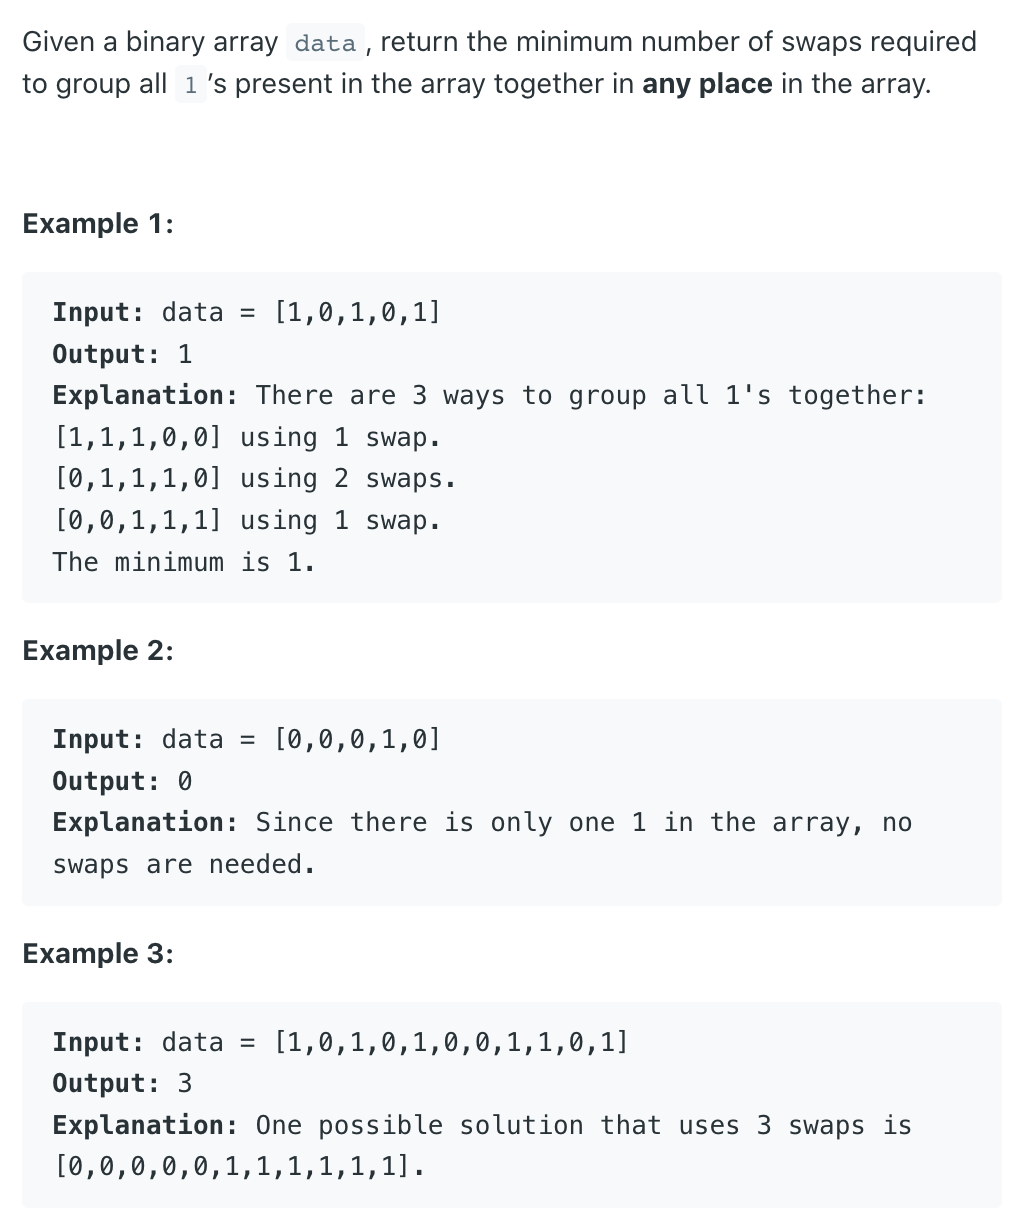 Given a binary array data, return the minimum number of swaps required
to group all 1's present in the array together in any place in the array.
Example 1:
Input: data = [1,0,1,0,1]
Output: 1
Explanation: There are 3 ways to group all 1's together:
[1,1,1,0,0] using 1 swap.
[0,1,1,1,0] using 2 swaps.
[0,0,1,1,1] using 1 swap.
The minimum is 1.
Example 2:
Input: data = [0,0,0,1,0]
Output: 0
Explanation: Since there is only one 1 in the array, no
swaps are needed.
Example 3:
Input: data = [1,0,1,0,1,0,0,1,1,0,1]
Output: 3
Explanation: One possible solution that uses 3 swaps is
[0,0,0,0,0,1,1,1,1,1,1].